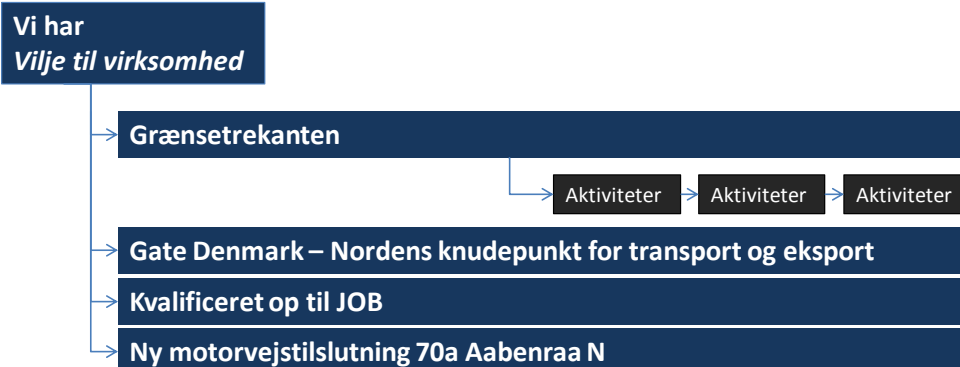 Vi har
Vilje til virksomhed
Grænsetrekanten
Aktiviteter Aktiviteter Aktiviteter
Gate Denmark – Nordens knudepunkt for transport og eksport
Kvalificeret op til JOB
Ny motorvejstilslutning 70a Aabenraa N